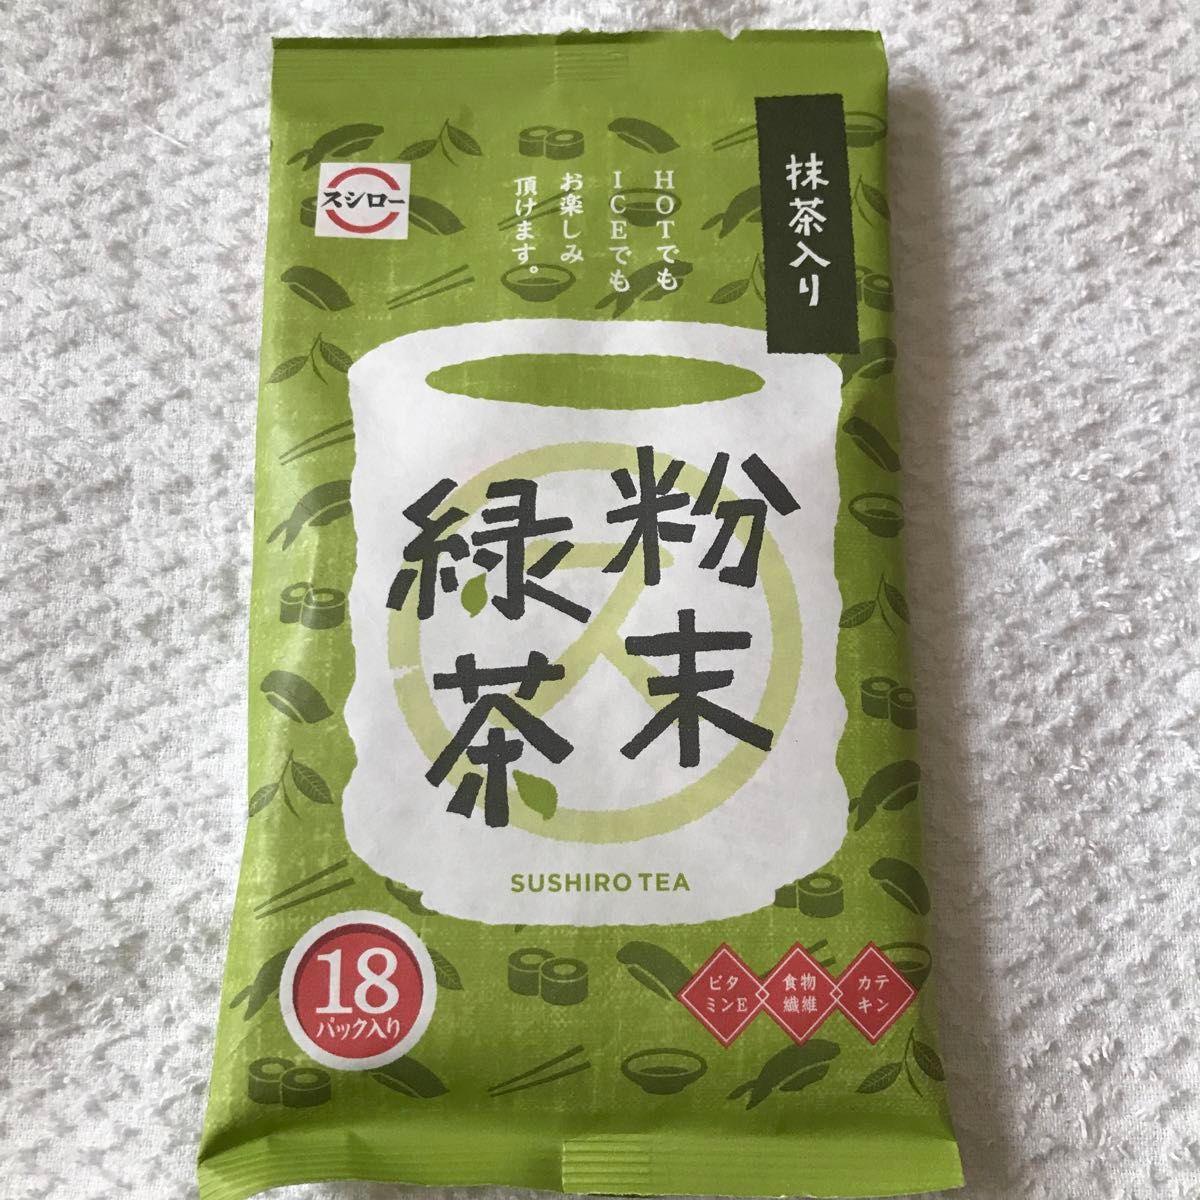 抹茶入り
スシロー
HOTでも
ICEでも
お楽しみ
頂けます。
粉末
緑茶
SUSHIRO TEA
18
パック入り
ビタ
ミンE
食物
繊維
カテ
キン